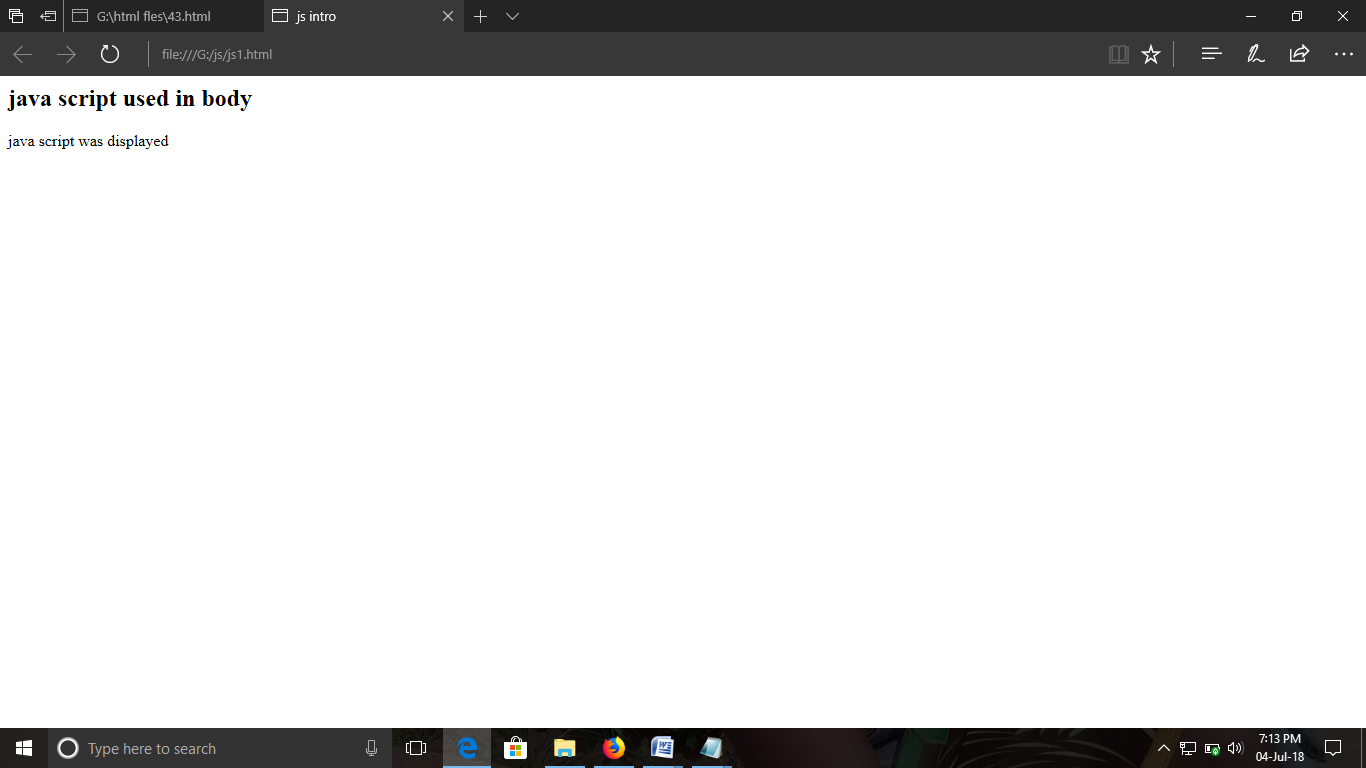 G:\html fles\43.html
js intro
file:///G:/js/js1.html
java script used in body
java script was displayed
Type here to search
7:13 PM
04-Jul-18